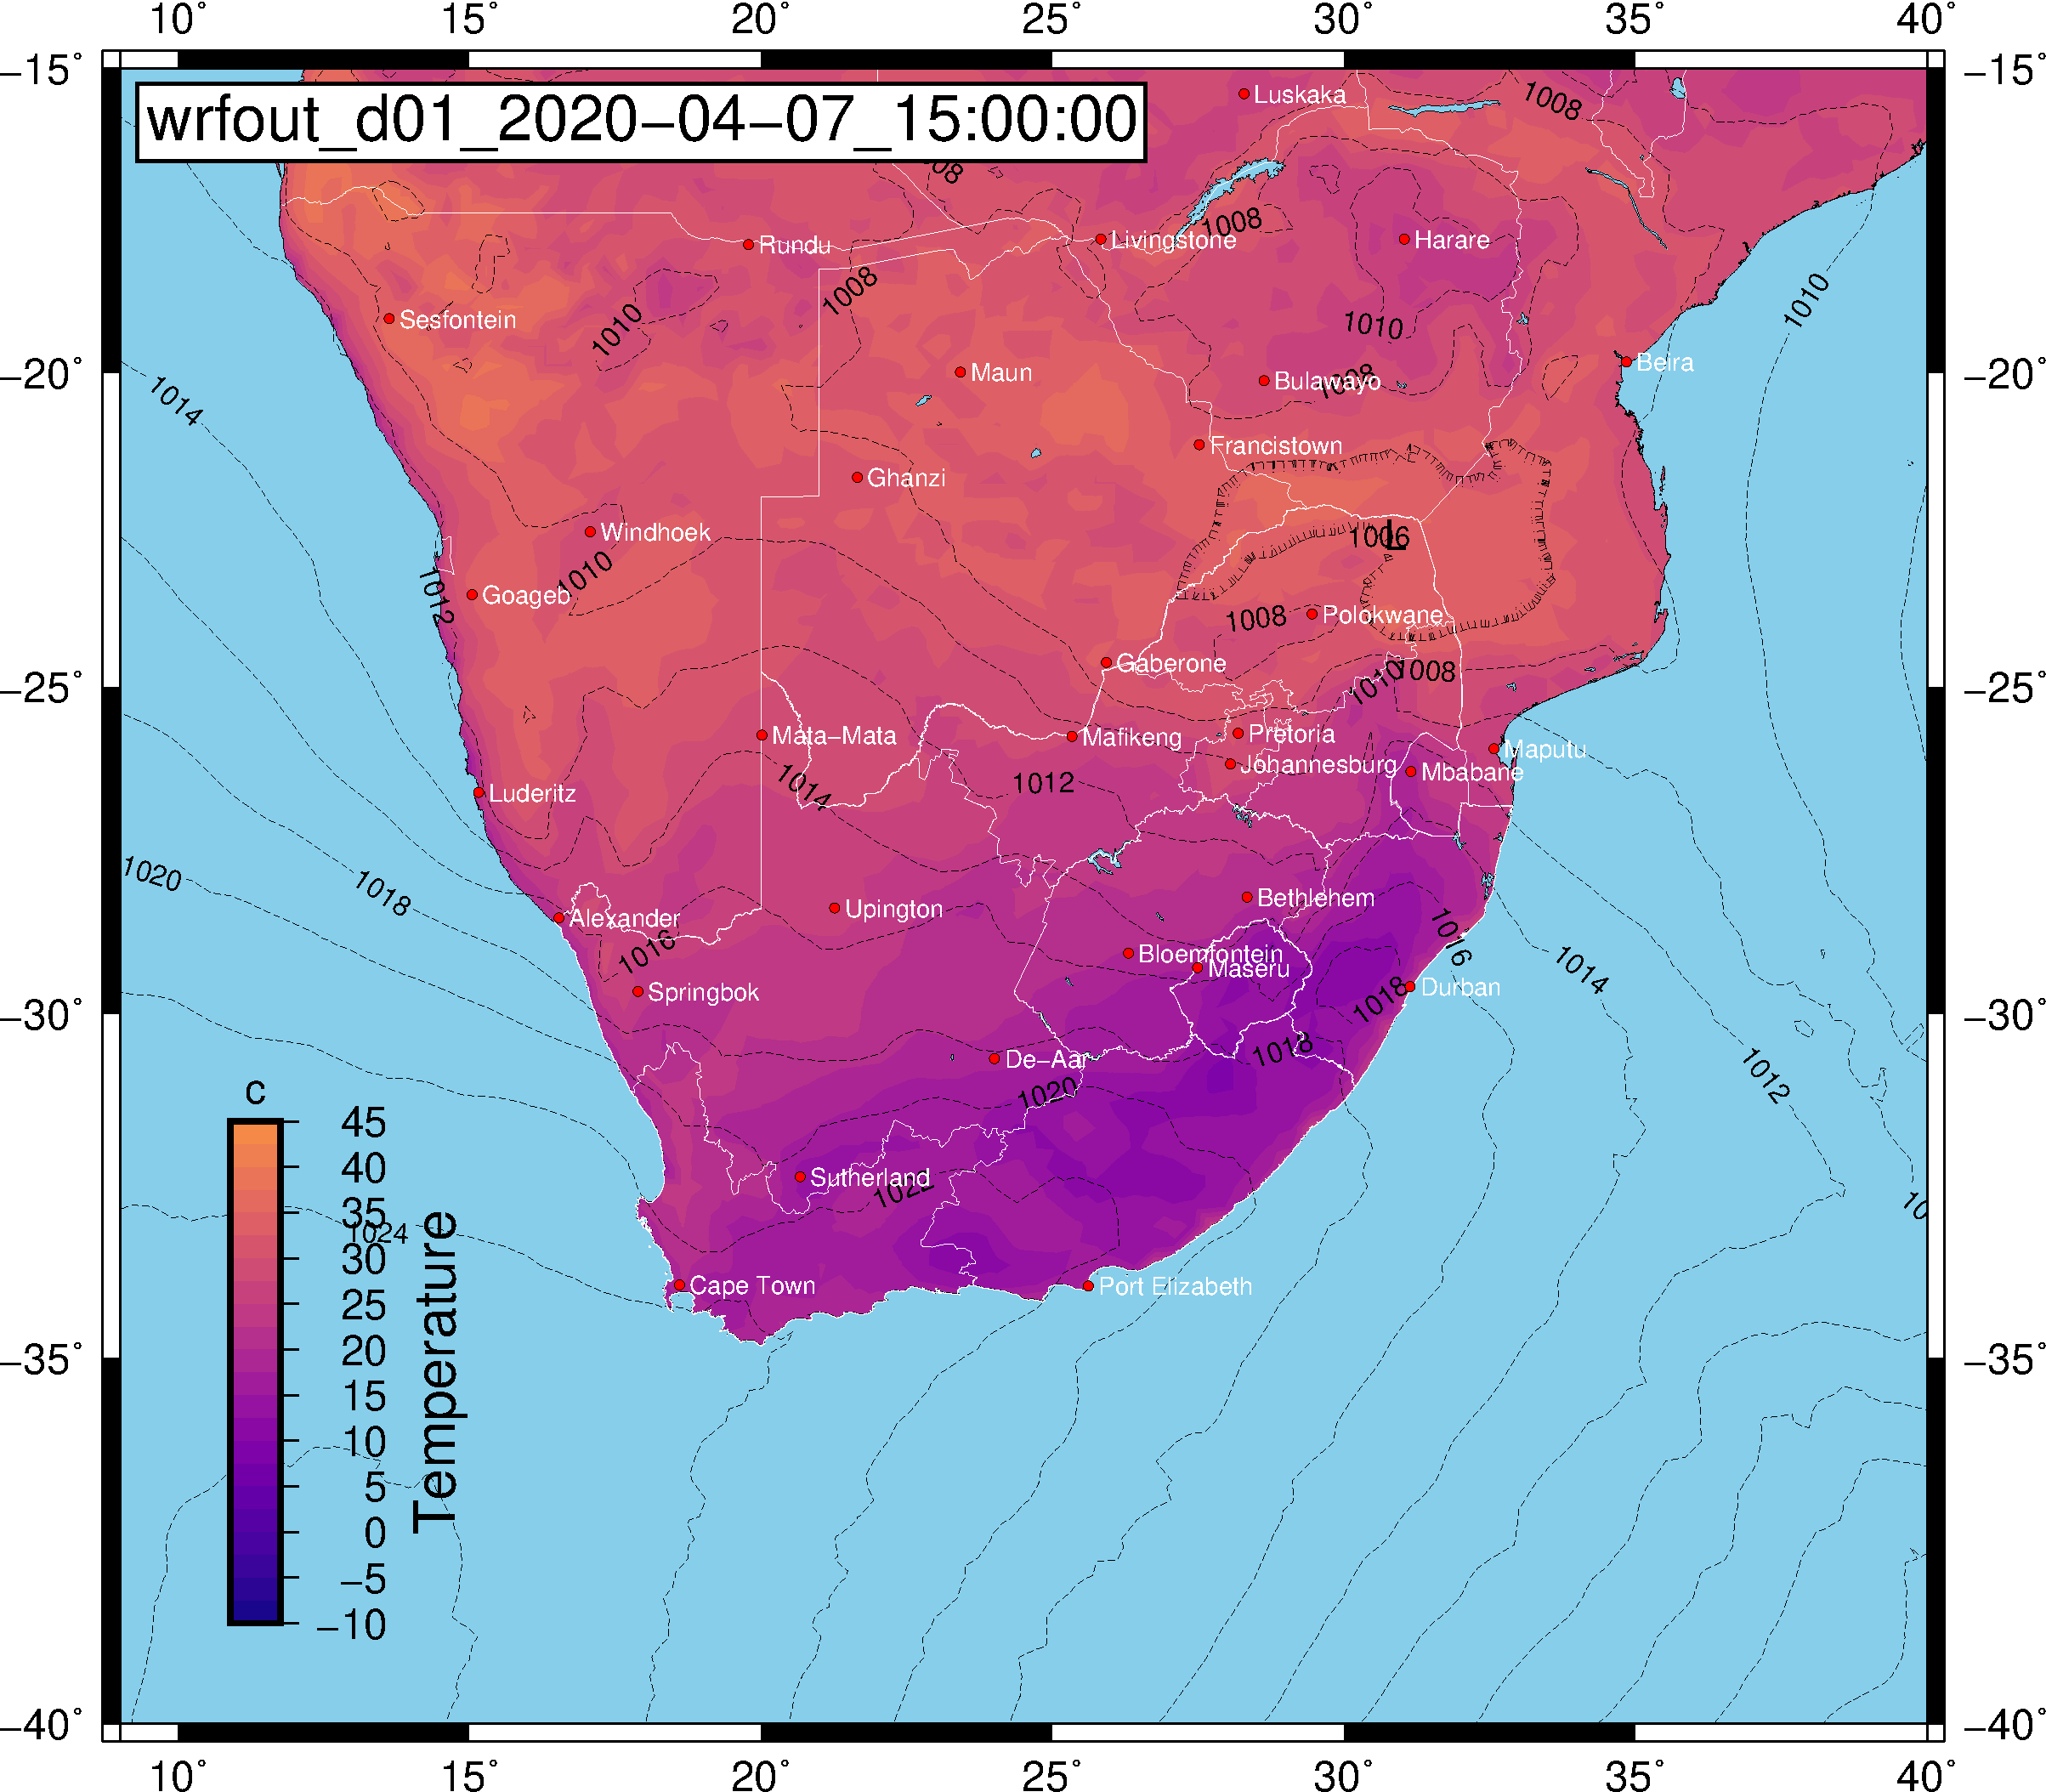 10° 15° 20° 25° 30° 35° 40°
−15° −15°
wrfout_d01_2020−04−07_15:00:00
Luskaka
1008
08
1008
Rundu
Livingstone
Harare
1008
1010
Sesfontein
1010
1010
−20° −20°
Maun
Beira
1014
1008
Bulawayo
Francistown
Ghanzi
Windhoek
1006
L
1010
1012
Goageb
1008
Polokwane
Gaberone
1008
1010
−25° −25°
Mata−Mata
Mafikeng
Pretoria
Maputu
Johannesburg
Mbabane
1014
1012
Luderitz
1020
1018
Bethlehem
Alexander
Upington
1016
1016
Bloemfontein
Maseru
1014
Springbok
1018
Durban
−30° −30°
1018
De−Aar
1012
1020
c
Sutherland
1022
10
1024
Cape Town
Port Elizabeth
45
40
35
30
25
20
15
10
5
0
−5
−10
Temperature
−35° −35°
−40° −40°
10° 15° 20° 25° 30° 35° 40°